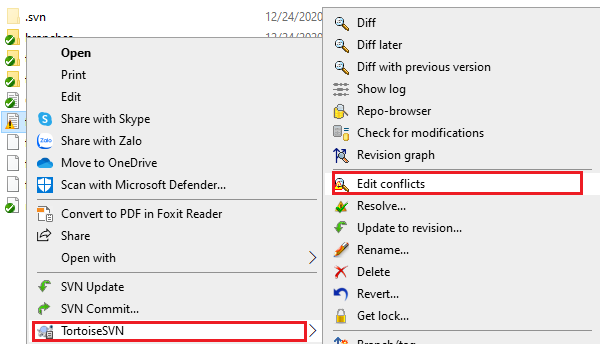 .svn 12/24/2020
branches 12/24/2020
Open
Print
Edit
Share with Skype
Share with Zalo
Move to OneDrive
Scan with Microsoft Defender...
Convert to PDF in Foxit Reader
Share
Open with
SVN Update
SVN Commit...
TortoiseSVN
Diff
Diff later
Diff with previous version
Show log
Repo-browser
Check for modifications
Revision graph
Edit conflicts
Resolve...
Update to revision...
Rename...
Delete
Revert...
Get lock...
Branch/tag